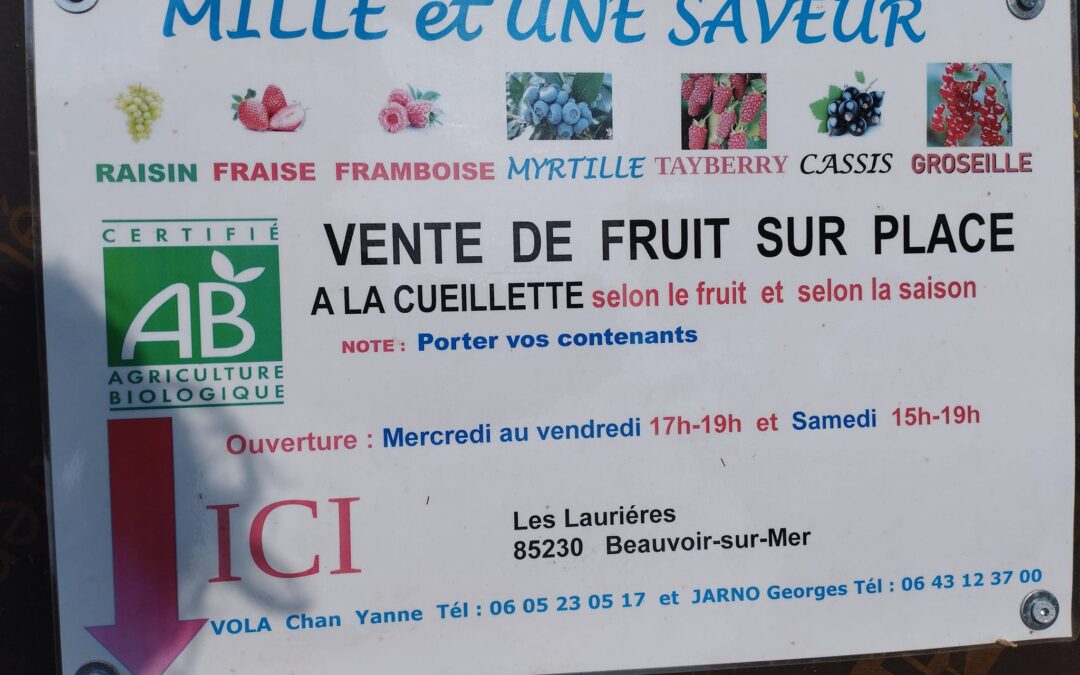 MILLE et UNE SAVEUR
RAISIN FRAISE FRAMBOISE MYRTILLE TAYBERRY CASSIS GROSEILLE
CERTIFIÉ
AB
AGRICULTURE
BIOLOGIQUE
VENTE DE FRUIT SUR PLACE
A LA CUEILLETTE selon le fruit et selon la saison
NOTE : Porter vos contenants
Ouverture : Mercredi au vendredi 17h-19h et Samedi 15h-19h
ICI
Les Lauriéres
85230 Beauvoir-sur-Mer
VOLA Chan Yanne Tél : 06 05 23 05 17 et JARNO Georges Tél : 06 43 12 37 00